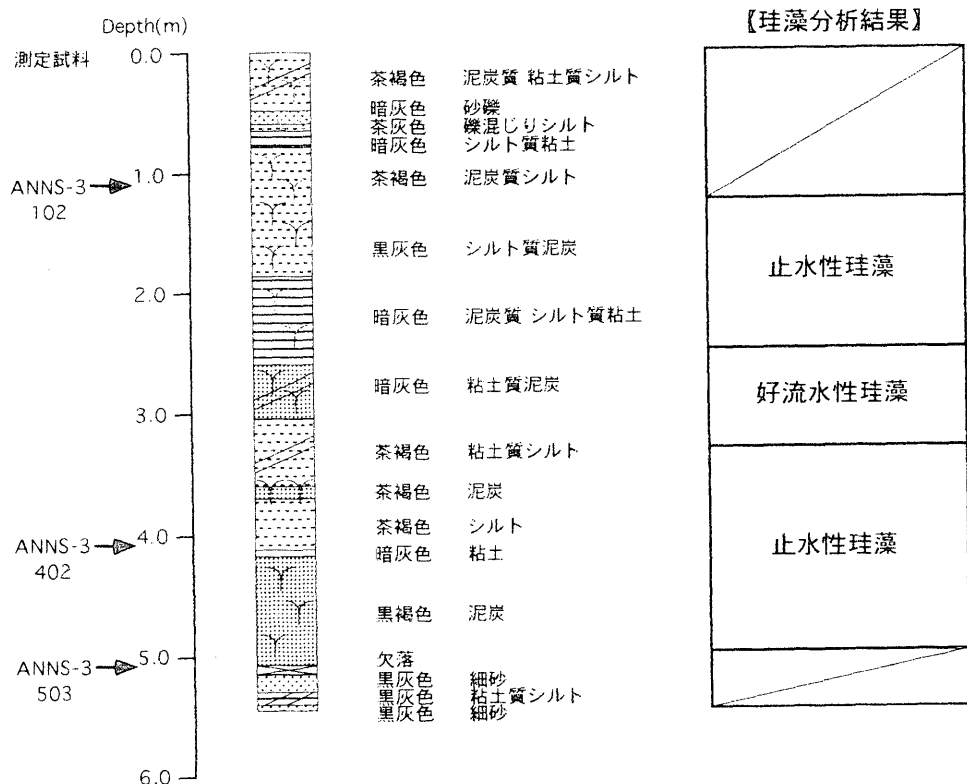 【珪藻分析結果】
Depth(m)
測定試料
0.0
茶褐色 泥炭質 粘土質シルト
暗灰色 砂礫
茶灰色 礫混じりシルト
暗灰色 シルト質粘土
1.0
ANNS-3
102
茶褐色 泥炭質シルト
黒灰色 シルト質泥炭
止水性珪藻
2.0
暗灰色 泥炭質 シルト質粘土
暗灰色 粘土質泥炭
好流水性珪藻
3.0
茶褐色 粘土質シルト
茶褐色 泥炭
茶褐色 シルト
4.0
ANNS-3
402
暗灰色 粘土
止水性珪藻
黒褐色 泥炭
5.0
欠落
ANNS-3
503
黒灰色 細砂
黒灰色 粘土質シルト
黒灰色 細砂
6.0